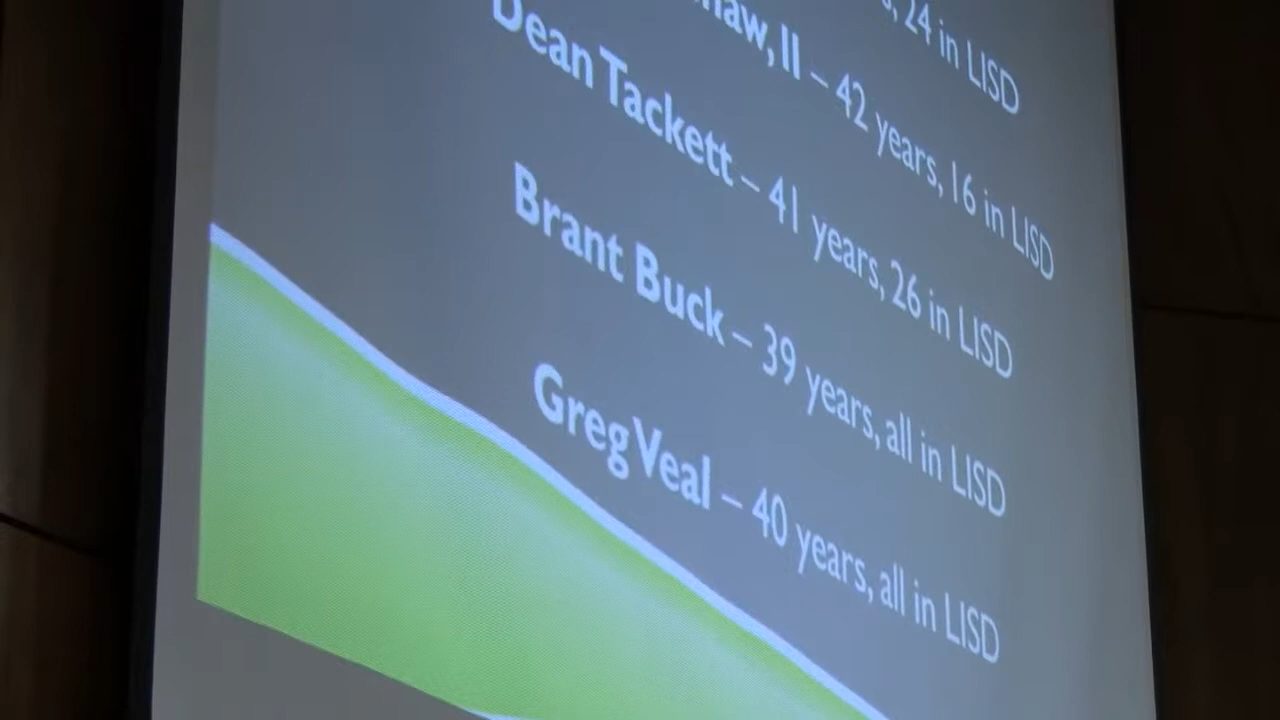 24 in LISD
II – 42 years, 16 in LISD
Dean Tackett – 41 years, 26 in LISD
Brant Buck – 39 years, all in LISD
Greg Veal – 40 years, all in LISD